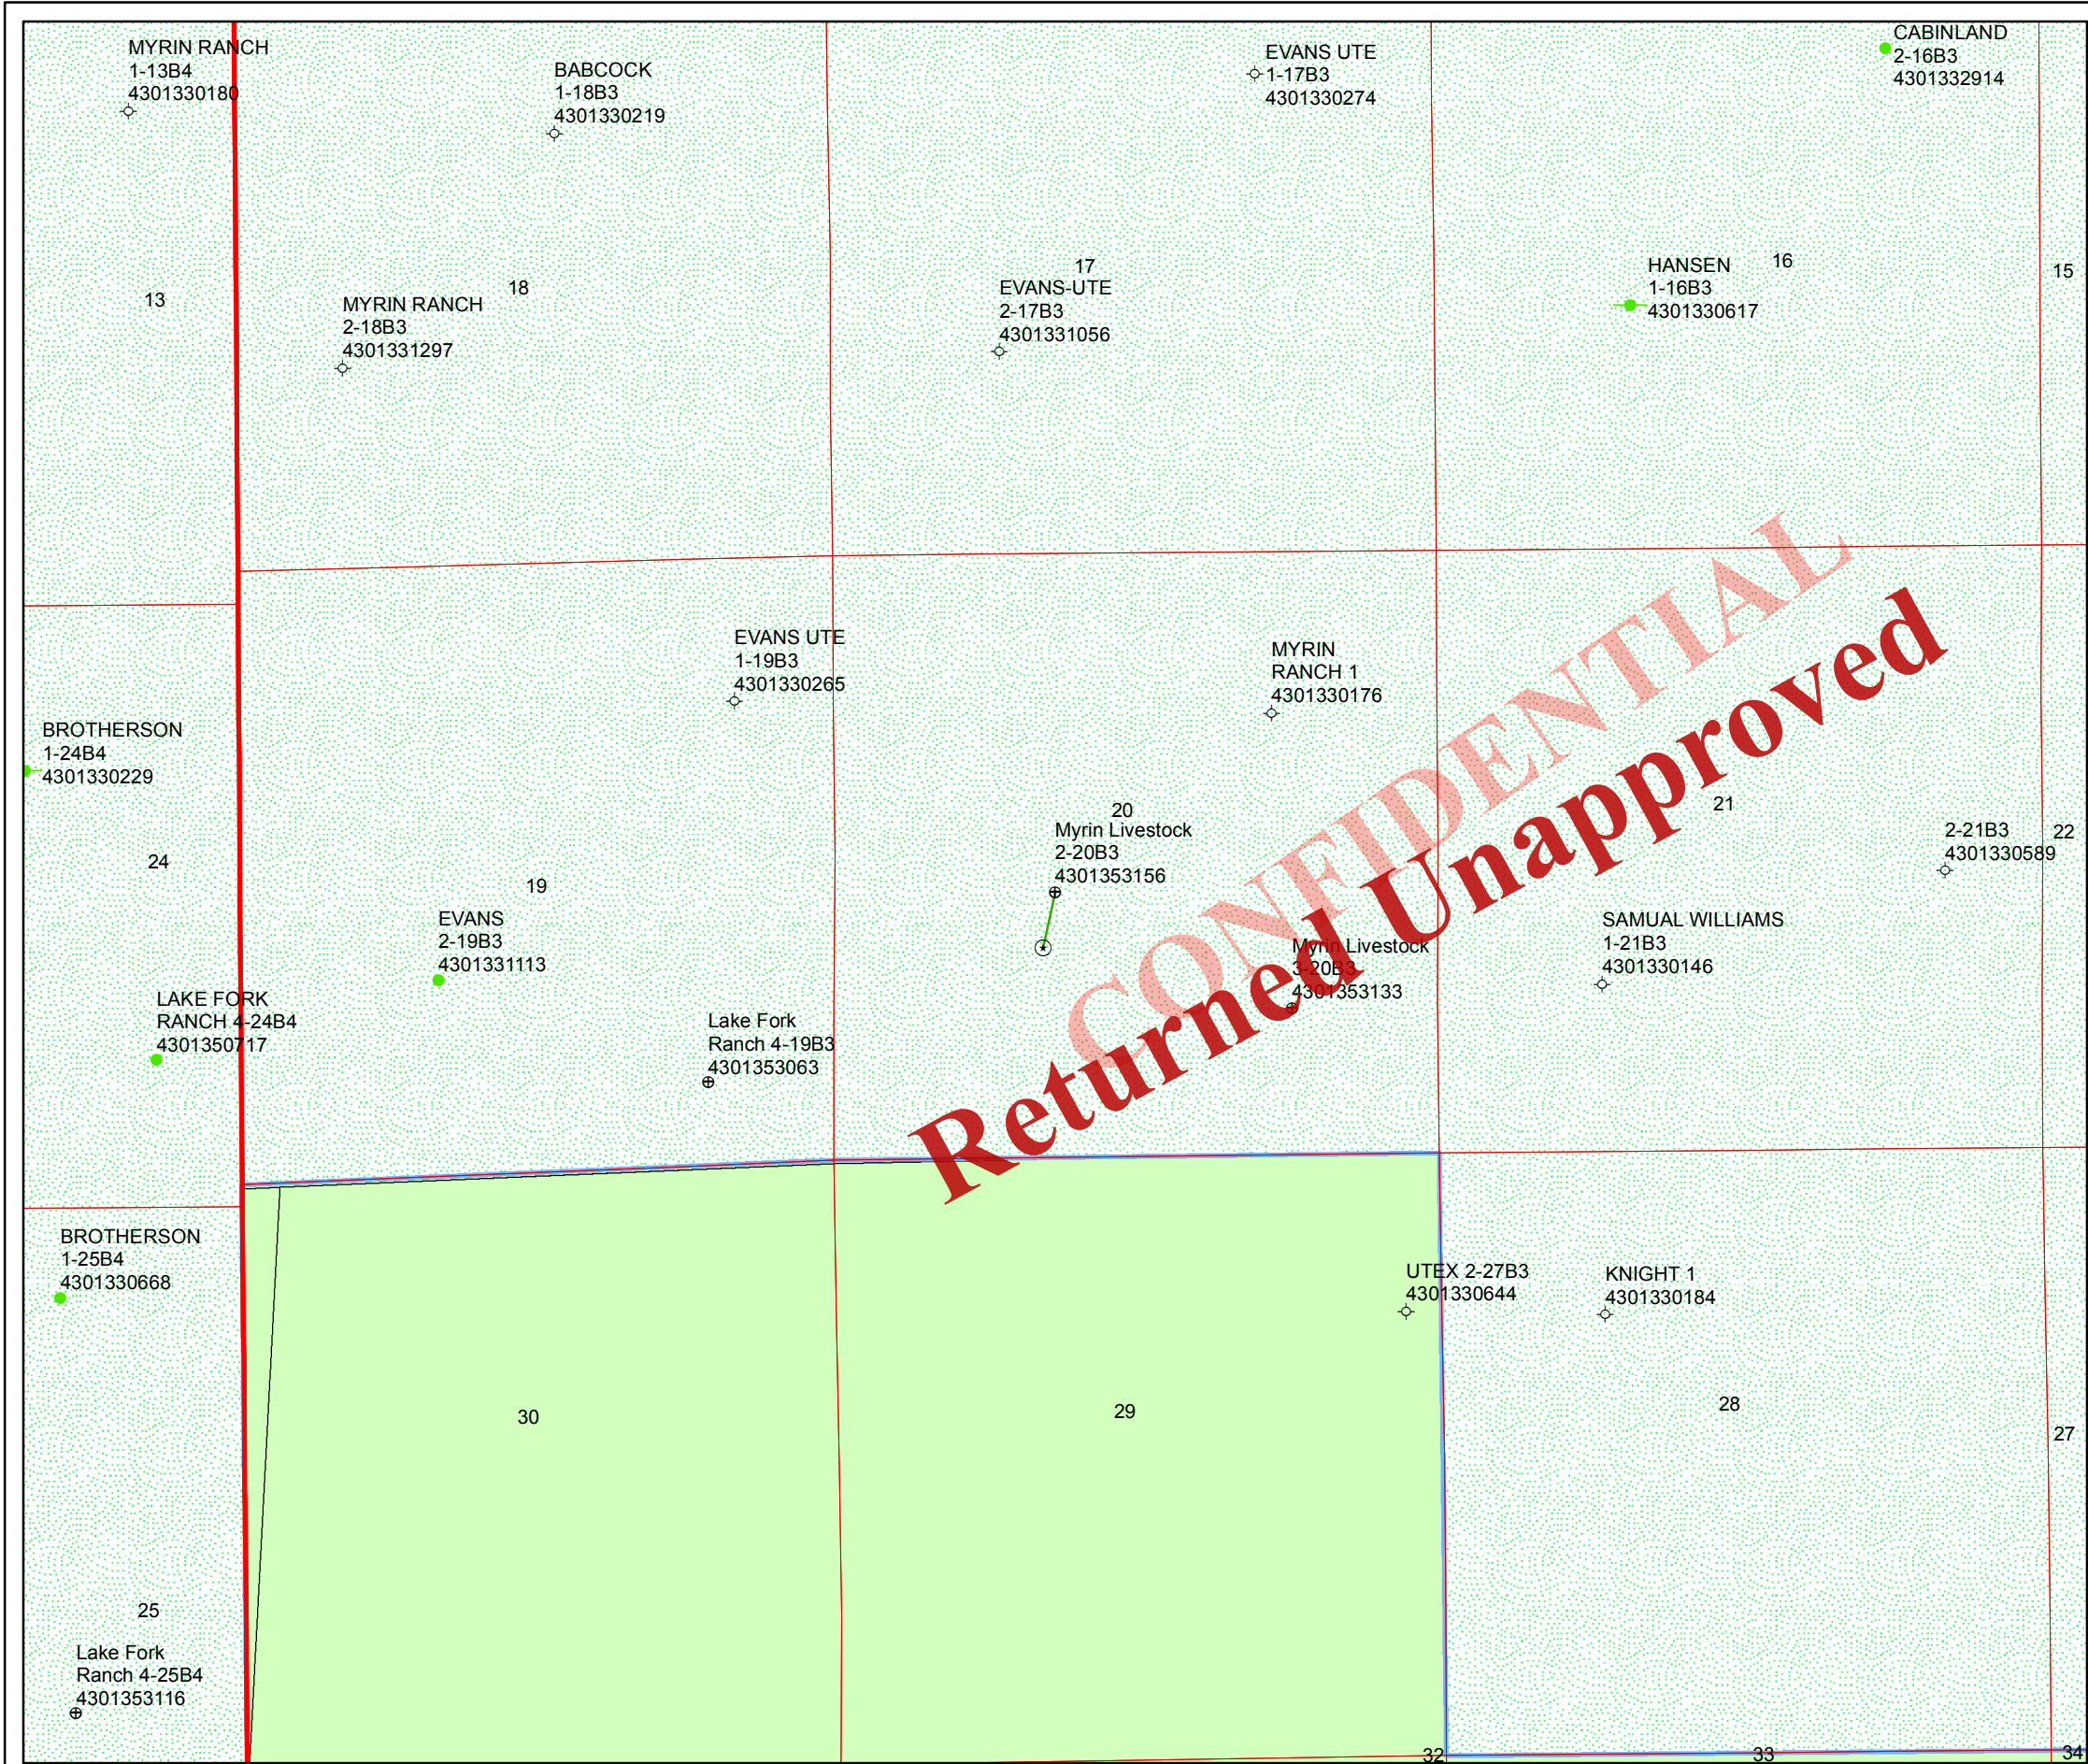 MYRIN RANCH
1-13B4
4301330180
BABCOCK
1-18B3
4301330219
EVANS UTE
1-17B3
4301330274
CABINLAND
2-16B3
4301332914
13
18
17
16
15
MYRIN RANCH
2-18B3
4301331297
EVANS-UTE
2-17B3
4301331056
HANSEN
1-16B3
4301330617
EVANS UTE
1-19B3
4301330265
MYRIN
RANCH 1
4301330176
BROTHERSON
1-24B4
4301330229
24
19
20
21
22
Myrin Livestock
2-20B3
4301353156
2-21B3
4301330589
EVANS
2-19B3
4301331113
Myrin Livestock
3-20B3
4301353133
SAMUAL WILLIAMS
1-21B3
4301330146
LAKE FORK
RANCH 4-24B4
4301350717
Lake Fork
Ranch 4-19B3
4301353063
CONFIDENTIAL
Returned Unapproved
BROTHERSON
1-25B4
4301330668
UTEX 2-27B3
4301330644
KNIGHT 1
4301330184
30
29
28
27
25
Lake Fork
Ranch 4-25B4
4301353116
32
33
34